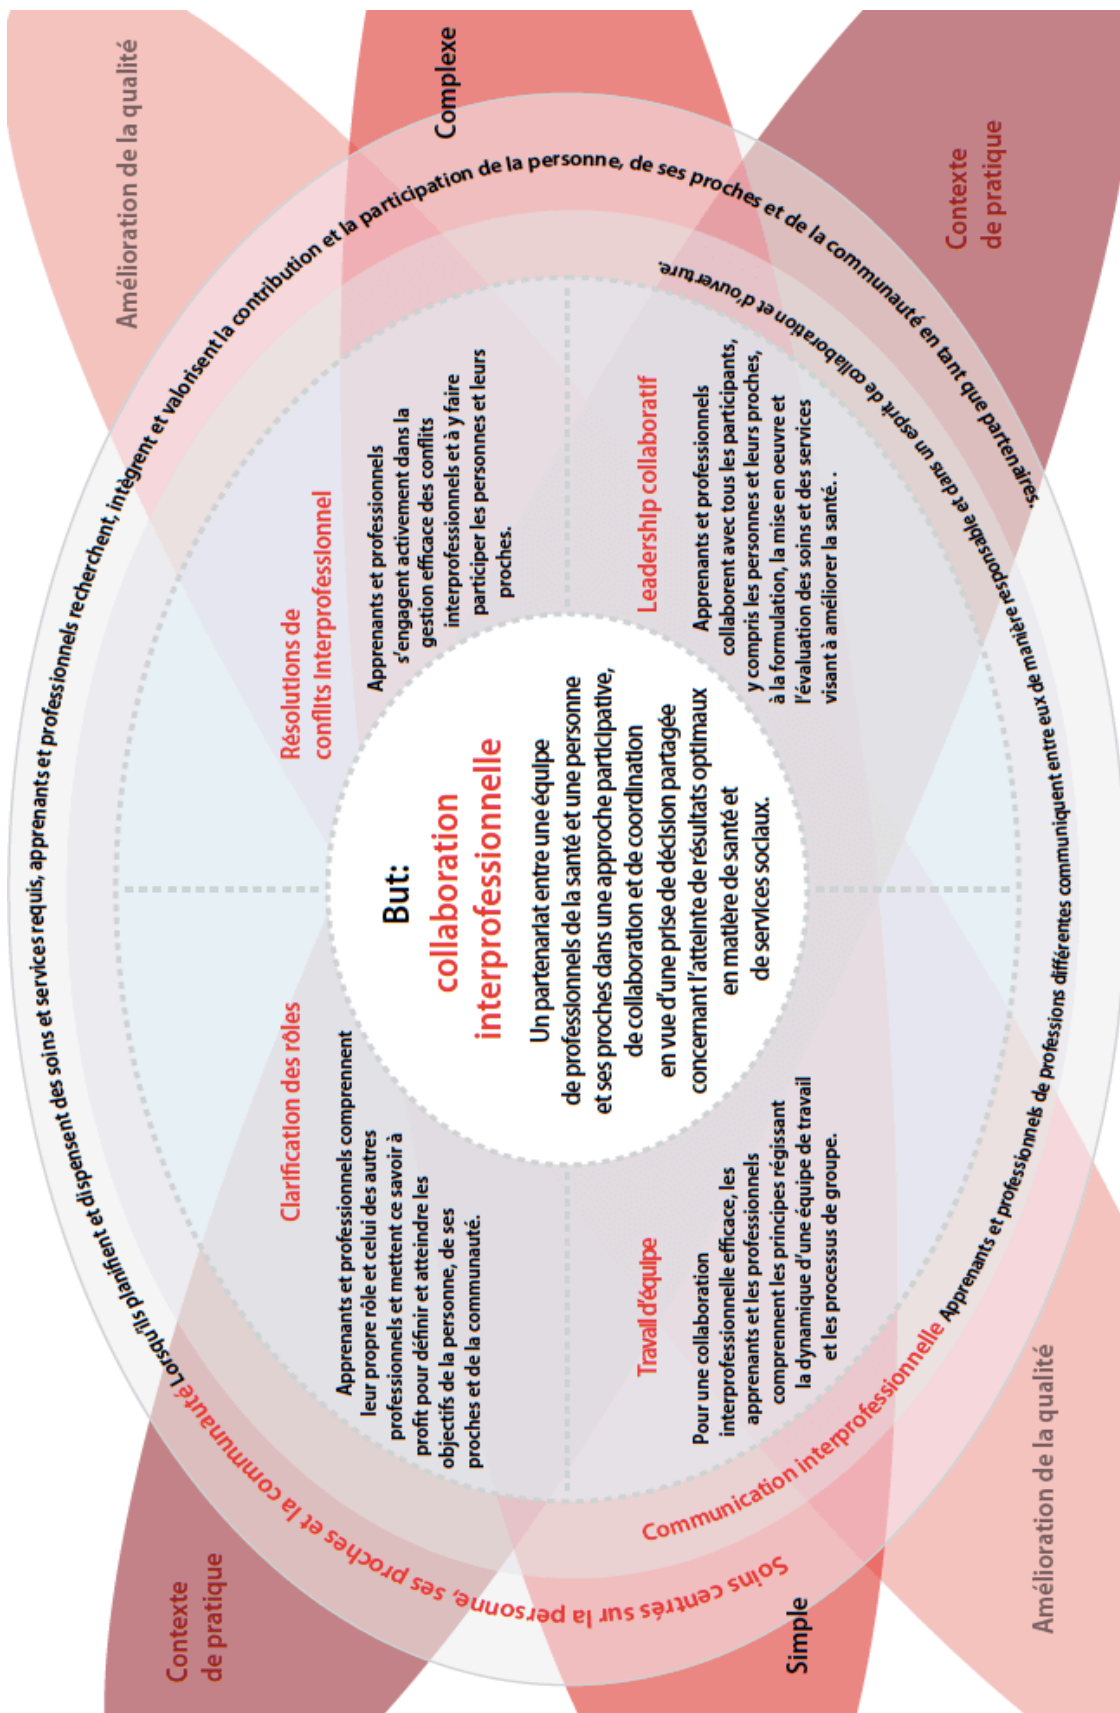 Contexte
de pratique
Amélioration de la qualité
Soins centrés sur la personne, ses proches et la communauté Lorsqu'ils planifient et dispensent des soins et services requis, apprenants et professionnels recherchent, intègrent et valorisent la contribution et la participation de la personne, de ses proches et de la communauté en tant que partenaires.
Clarification des rôles
Apprenants et professionnels comprennent
leur propre rôle et celui des autres
professionnels et mettent ce savoir à
profit pour définir et atteindre les
objectifs de la personne, de ses
proches et de la communauté.
Résolutions de
conflits Interprofessionnel
Apprenants et professionnels
s'engagent activement dans la
gestion efficace des conflits
interprofessionnels et à y faire
participer les personnes et leurs
proches.
Complexe
But:
collaboration
interprofessionnelle
Un partenariat entre une équipe
de professionnels de la santé et une personne
et ses proches dans une approche participative,
de collaboration et de coordination
en vue d'une prise de décision partagée
concernant l'atteinte de résultats optimaux
en matière de santé et
de services sociaux.
Travail d'équipe
Pour une collaboration
interprofessionnelle efficace, les
apprenants et les professionnels
comprennent les principes régissant
la dynamique d'une équipe de travail
et les processus de groupe.
Leadership collaboratif
Apprenants et professionnels
collaborent avec tous les participants,
y compris les personnes et leurs proches,
à la formulation, la mise en oeuvre et
l'évaluation des soins et des services
visant à améliorer la santé. .
Simple
Communication interprofessionnelle Apprenants et professionnels de professions différentes communiquent entre eux de manière responsable et dans un esprit de collaboration et d'ouverture.
Amélioration de la qualité
Contexte
de pratique